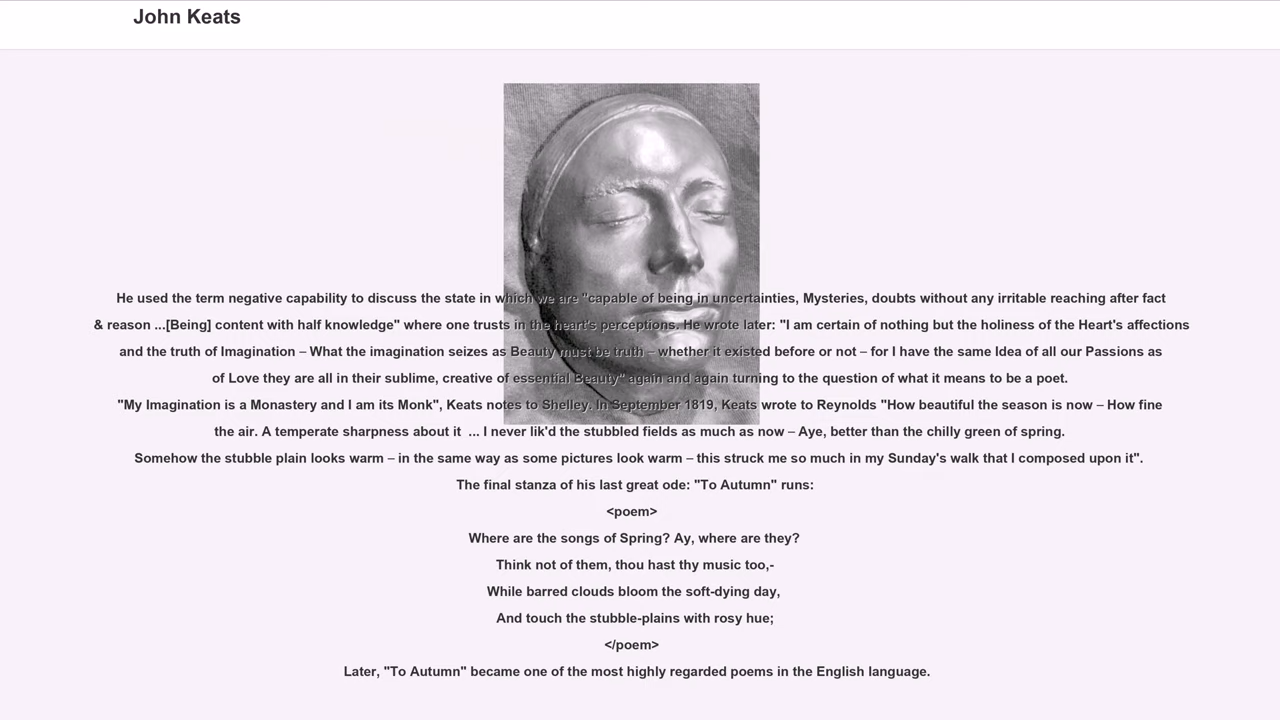 John Keats
He used the term negative capability to discuss the state in which we are "capable of being in uncertainties, Mysteries, doubts without any irritable reaching after fact
& reason ...[Being] content with half knowledge" where one trusts in the heart's perceptions. He wrote later: "I am certain of nothing but the holiness of the Heart's affections
and the truth of Imagination – What the imagination seizes as Beauty must be truth – whether it existed before or not – for I have the same Idea of all our Passions as
of Love they are all in their sublime, creative of essential Beauty" again and again turning to the question of what it means to be a poet.
"My Imagination is a Monastery and I am its Monk", Keats notes to Shelley. In September 1819, Keats wrote to Reynolds "How beautiful the season is now – How fine
the air. A temperate sharpness about it  ... I never lik'd the stubbled fields as much as now – Aye, better than the chilly green of spring.
Somehow the stubble plain looks warm – in the same way as some pictures look warm – this struck me so much in my Sunday's walk that I composed upon it".
The final stanza of his last great ode: "To Autumn" runs:
<poem>
Where are the songs of Spring? Ay, where are they?
Think not of them, thou hast thy music too,-
While barred clouds bloom the soft-dying day,
And touch the stubble-plains with rosy hue;
</poem>
Later, "To Autumn" became one of the most highly regarded poems in the English language.